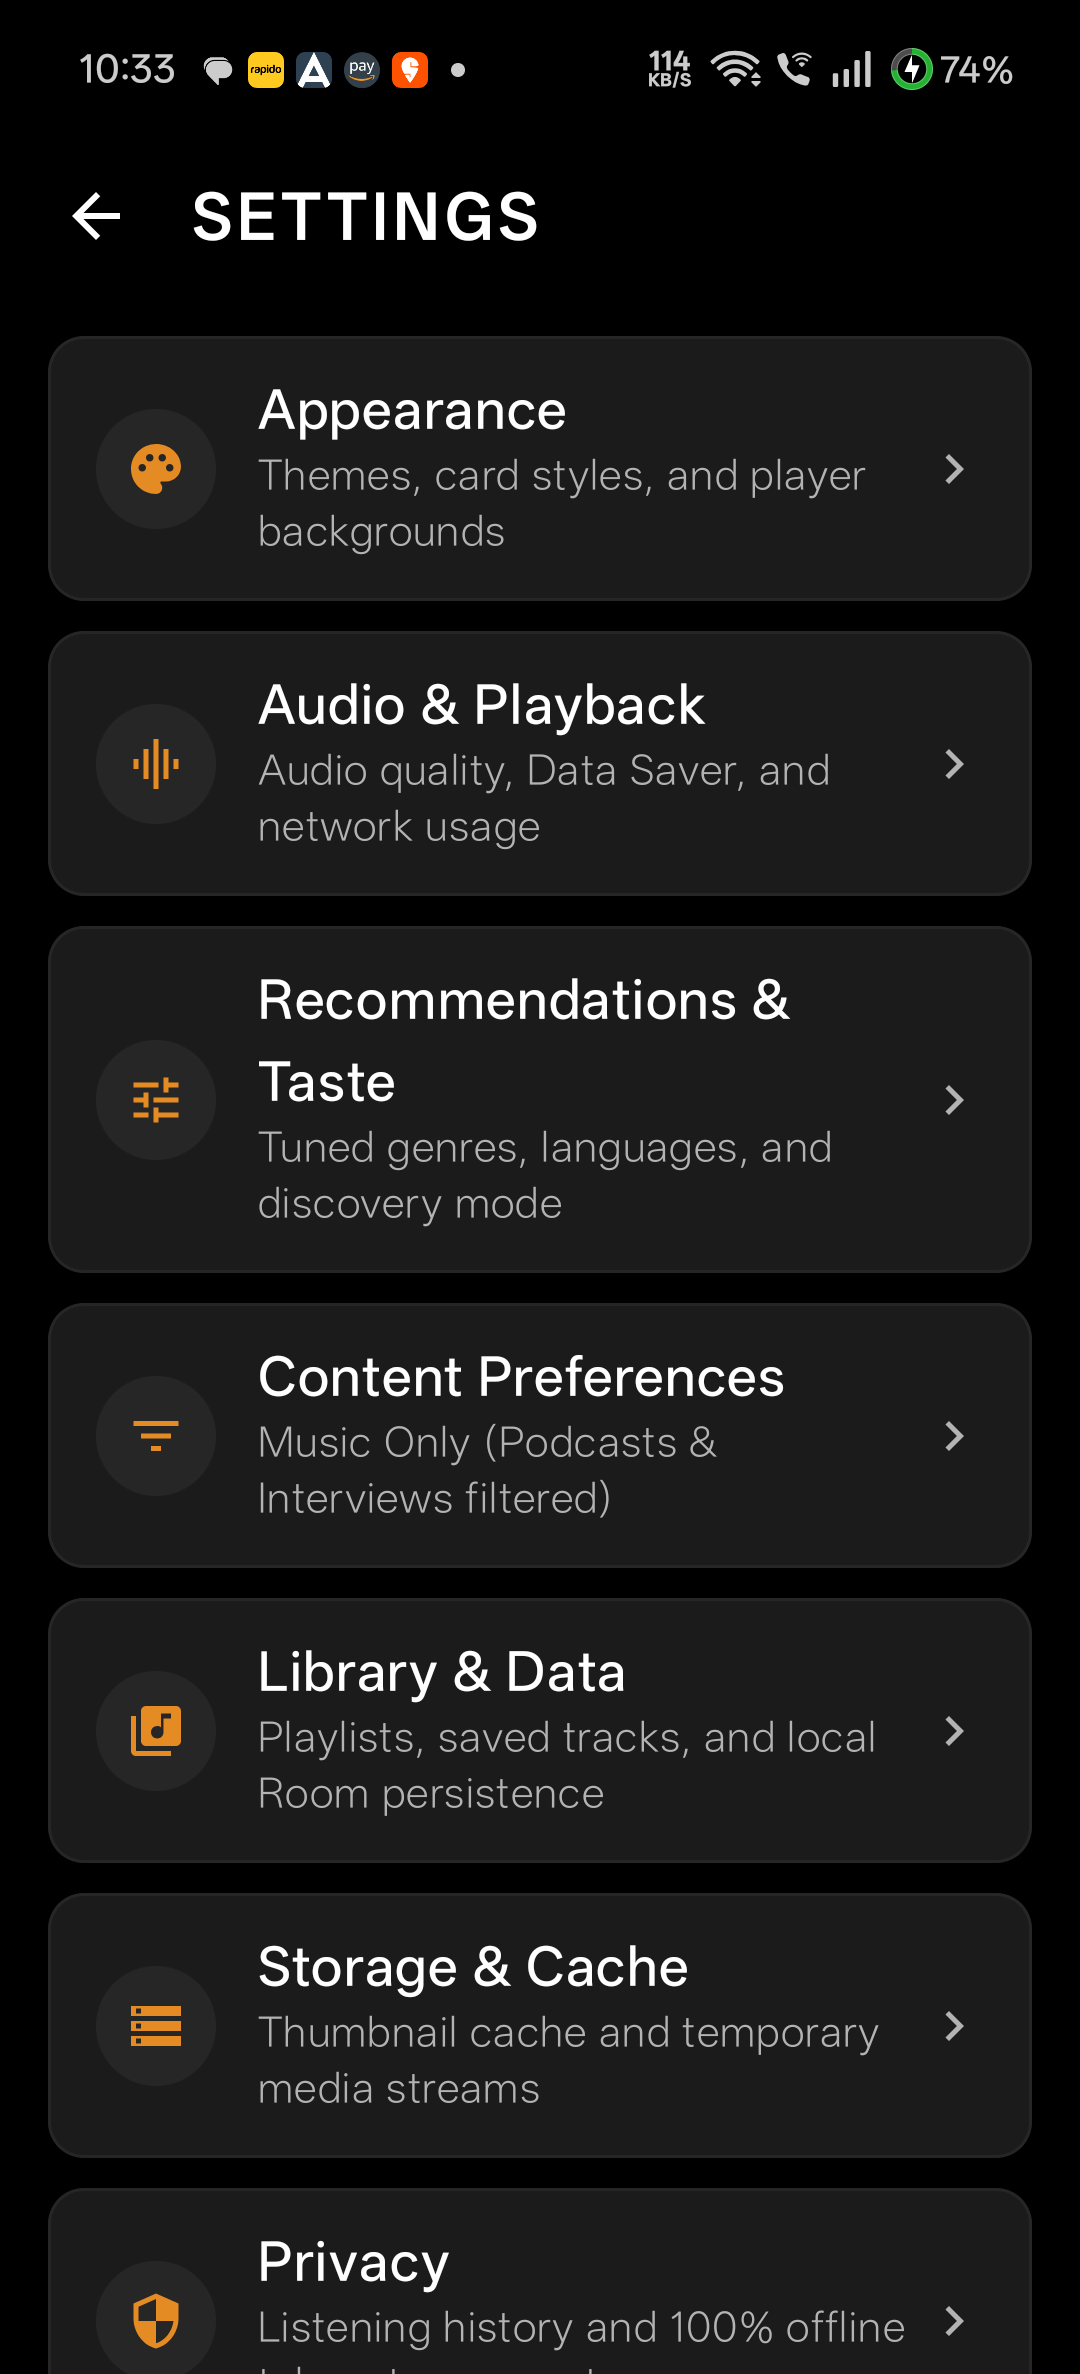 10:33 rapido pay 114 KB/S 74%
SETTINGS
Appearance
Themes, card styles, and player
backgrounds
Audio & Playback
Audio quality, Data Saver, and
network usage
Recommendations &
Taste
Tuned genres, languages, and
discovery mode
Content Preferences
Music Only (Podcasts &
Interviews filtered)
Library & Data
Playlists, saved tracks, and local
Room persistence
Storage & Cache
Thumbnail cache and temporary
media streams
Privacy
Listening history and 100% offline